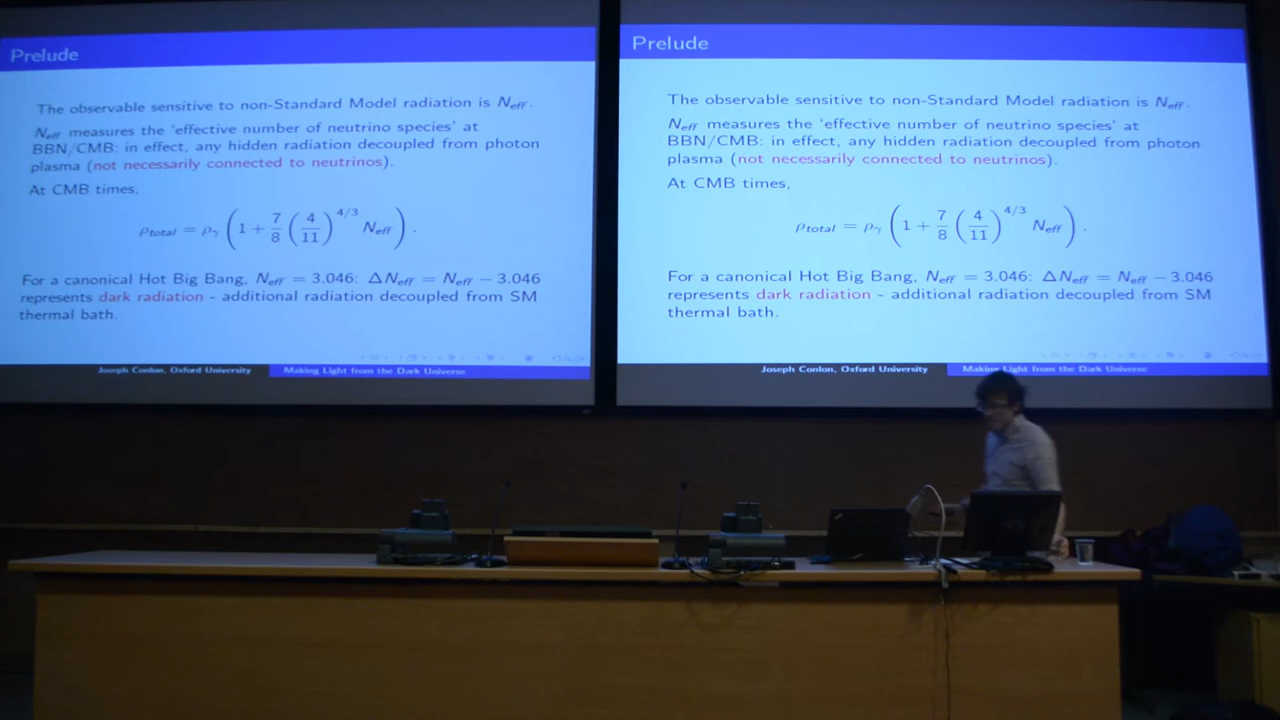 Prelude
The observable sensitive to non-Standard Model radiation is N_eff.
N_eff measures the 'effective number of neutrino species' at
BBN/CMB: in effect, any hidden radiation decoupled from photon
plasma (not necessarily connected to neutrinos).
At CMB times,
ρ_total = ρ_γ (1 + 7/8 (4/11)^{4/3} N_eff).
For a canonical Hot Big Bang, N_eff = 3.046: ΔN_eff = N_eff − 3.046
represents dark radiation - additional radiation decoupled from SM
thermal bath.
Joseph Conlon, Oxford University Making Light from the Dark Universe
Prelude
The observable sensitive to non-Standard Model radiation is N_eff.
N_eff measures the 'effective number of neutrino species' at
BBN/CMB: in effect, any hidden radiation decoupled from photon
plasma (not necessarily connected to neutrinos).
At CMB times,
ρ_total = ρ_γ (1 + 7/8 (4/11)^{4/3} N_eff).
For a canonical Hot Big Bang, N_eff = 3.046: ΔN_eff = N_eff − 3.046
represents dark radiation - additional radiation decoupled from SM
thermal bath.
Joseph Conlon, Oxford University Making Light from the Dark Universe